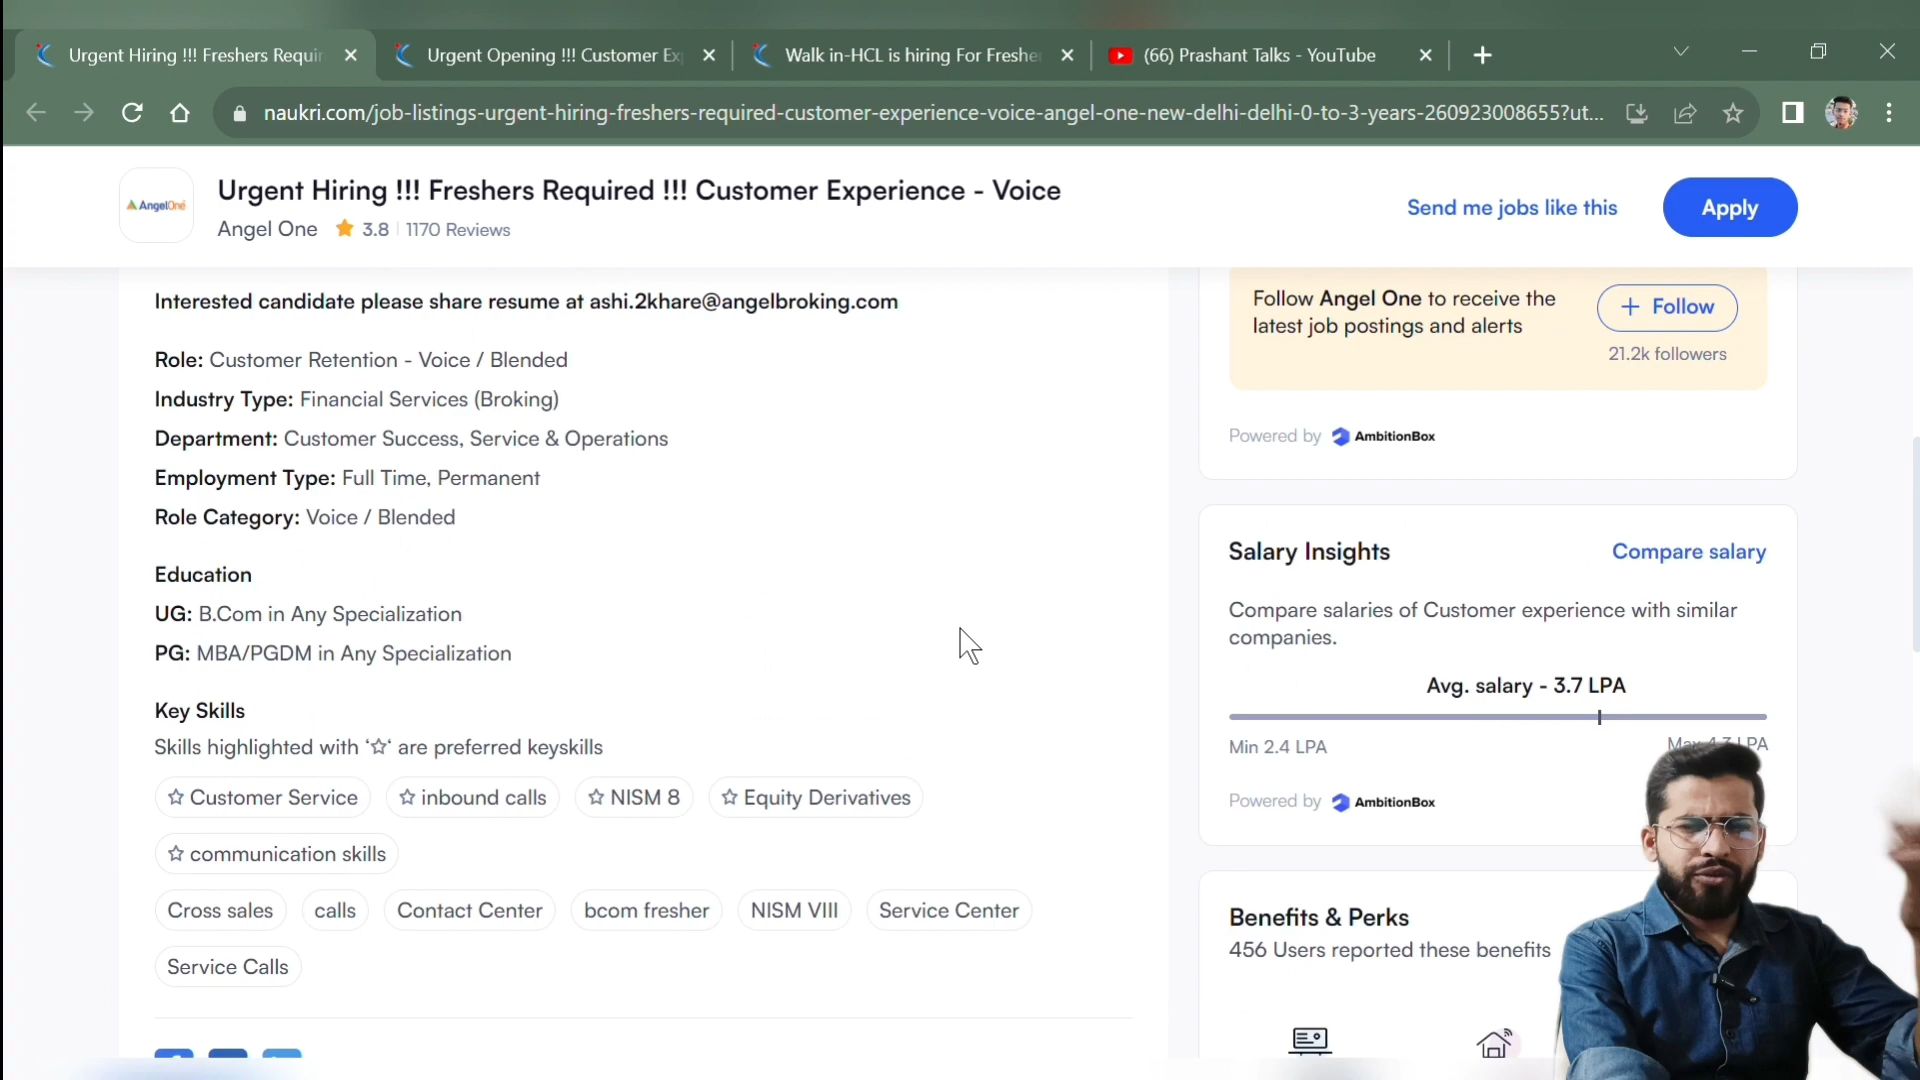 Urgent Hiring !!! Freshers Requir
Urgent Opening !!! Customer Ex
Walk in-HCL is hiring For Freshe
(66) Prashant Talks - YouTube
naukri.com/job-listings-urgent-hiring-freshers-required-customer-experience-voice-angel-one-new-delhi-delhi-0-to-3-years-260923008655?ut...
AngelOne
Urgent Hiring !!! Freshers Required !!! Customer Experience - Voice
Angel One 3.8 1170 Reviews
Send me jobs like this
Apply
Interested candidate please share resume at ashi.2khare@angelbroking.com
Role: Customer Retention - Voice / Blended
Industry Type: Financial Services (Broking)
Department: Customer Success, Service & Operations
Employment Type: Full Time, Permanent
Role Category: Voice / Blended
Education
UG: B.Com in Any Specialization
PG: MBA/PGDM in Any Specialization
Key Skills
Skills highlighted with ‘☆‘ are preferred keyskills
☆ Customer Service ☆ inbound calls ☆ NISM 8 ☆ Equity Derivatives
☆ communication skills
Cross sales calls Contact Center bcom fresher NISM VIII Service Center
Service Calls
Follow Angel One to receive the
latest job postings and alerts
+ Follow
21.2k followers
Powered by AmbitionBox
Salary Insights
Compare salary
Compare salaries of Customer experience with similar
companies.
Avg. salary - 3.7 LPA
Min 2.4 LPA
Max 4.3 LPA
Powered by AmbitionBox
Benefits & Perks
456 Users reported these benefits